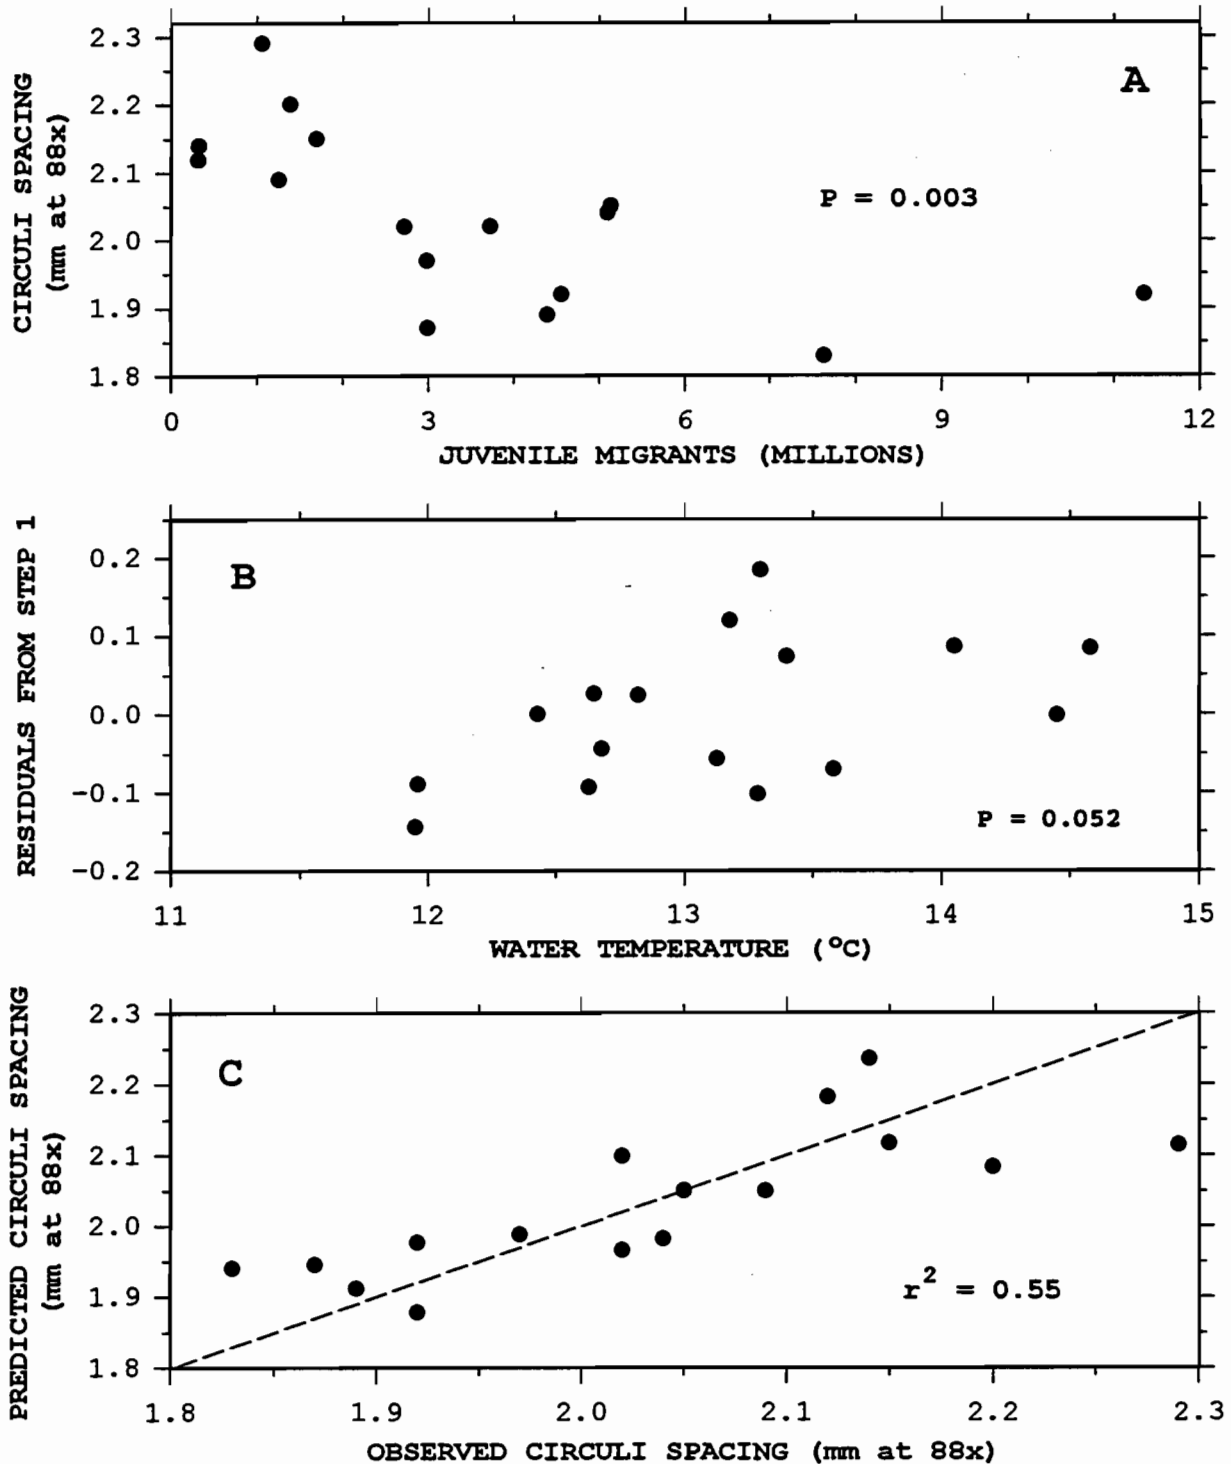 CIRCULI SPACING
(mm at 88x)
2.3
2.2
2.1
2.0
1.9
1.8
A
P = 0.003
0 3 6 9 12
JUVENILE MIGRANTS (MILLIONS)
RESIDUALS FROM STEP 1
0.2
0.1
0.0
-0.1
-0.2
B
P = 0.052
11 12 13 14 15
WATER TEMPERATURE (°C)
PREDICTED CIRCULI SPACING
(mm at 88x)
2.3
2.2
2.1
2.0
1.9
1.8
C
r² = 0.55
1.8 1.9 2.0 2.1 2.2 2.3
OBSERVED CIRCULI SPACING (mm at 88x)